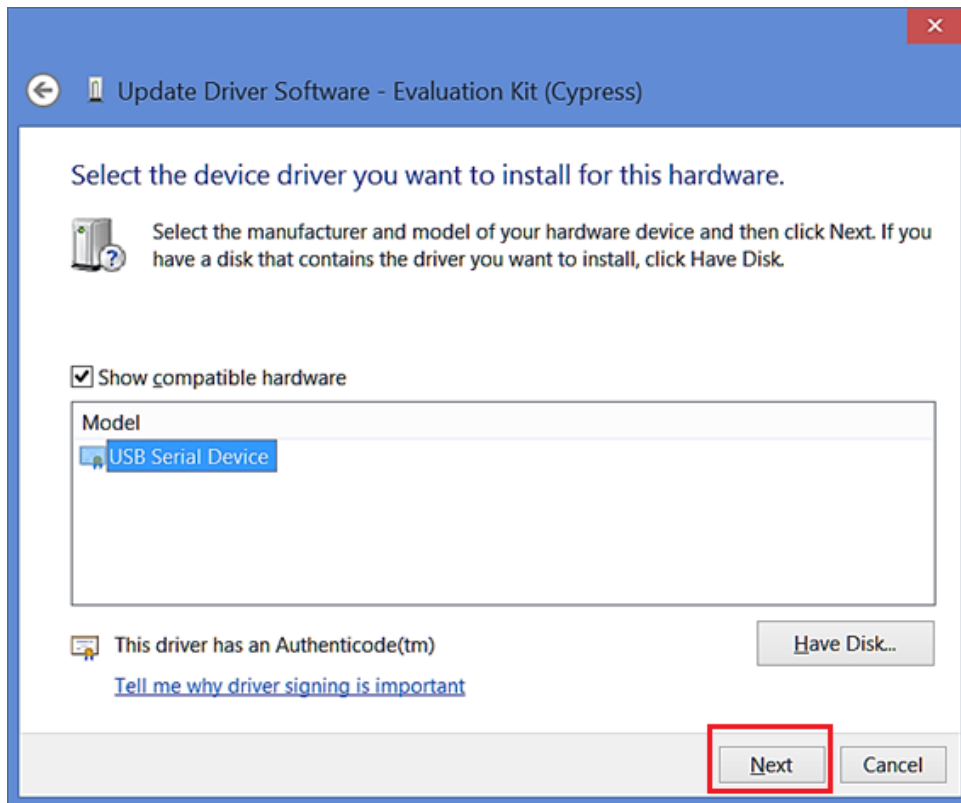 Update Driver Software - Evaluation Kit (Cypress)
Select the device driver you want to install for this hardware.
Select the manufacturer and model of your hardware device and then click Next. If you
have a disk that contains the driver you want to install, click Have Disk.
Show compatible hardware
Model
USB Serial Device
This driver has an Authenticode(tm)
Have Disk...
Tell me why driver signing is important
Next
Cancel